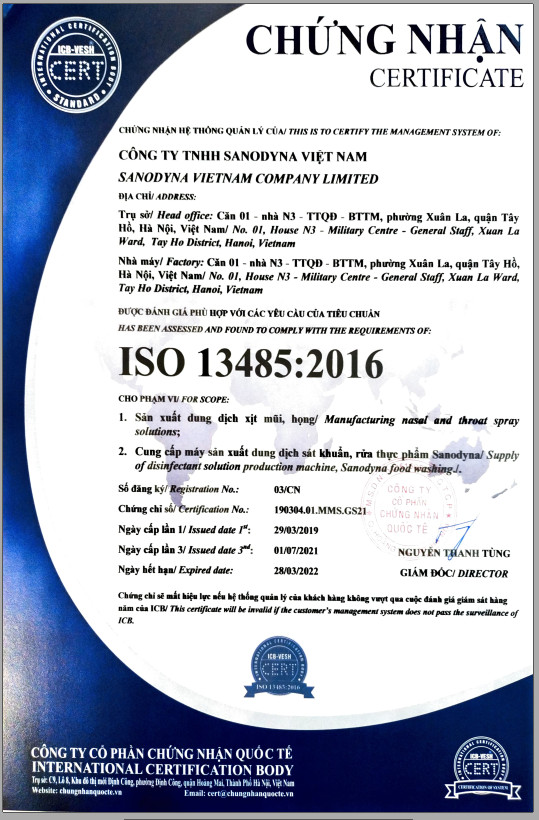 INTERNATIONAL CERTIFICATION BODY
ICB-VESH
CERT
STANDARD
CHỨNG NHẬN
CERTIFICATE
CHỨNG NHẬN HỆ THỐNG QUẢN LÝ CỦA/ THIS IS TO CERTIFY THE MANAGEMENT SYSTEM OF:
CÔNG TY TNHH SANODYNA VIỆT NAM
SANODYNA VIETNAM COMPANY LIMITED
ĐỊA CHỈ/ ADDRESS:
Trụ sở/ Head office: Căn 01 - nhà N3 - TTQĐ - BTTM, phường Xuân La, quận Tây
Hồ, Hà Nội, Việt Nam/ No. 01, House N3 - Military Centre - General Staff, Xuan La
Ward, Tay Ho District, Hanoi, Vietnam
Nhà máy/ Factory: Căn 01 - nhà N3 - TTQĐ - BTTM, phường Xuân La, quận Tây Hồ,
Hà Nội, Việt Nam/ No. 01, House N3 - Military Centre - General Staff, Xuan La Ward,
Tay Ho District, Hanoi, Vietnam
ĐƯỢC ĐÁNH GIÁ PHÙ HỢP VỚI CÁC YÊU CẦU CỦA TIÊU CHUẨN
HAS BEEN ASSESSED AND FOUND TO COMPLY WITH THE REQUIREMENTS OF:
ISO 13485:2016
CHO PHẠM VI/ FOR SCOPE:
1. Sản xuất dung dịch xịt mũi, họng/ Manufacturing nasal and throat spray
solutions;
2. Cung cấp máy sản xuất dung dịch sát khuẩn, rửa thực phẩm Sanodyna/ Supply
of disinfectant solution production machine, Sanodyna food washing./.
Số đăng ký/ Registration No.: 03/CN
Chứng chỉ số/ Certification No.: 190304.01.MMS.GS21
Ngày cấp lần 1/ Issued date 1st: 29/03/2019
Ngày cấp lần 3/ Issued date 3nd: 01/07/2021
Ngày hết hạn/ Expired date: 28/03/2022
CÔNG TY
CỔ PHẦN
CHỨNG NHẬN
QUỐC TẾ
NGUYỄN THANH TÙNG
GIÁM ĐỐC/ DIRECTOR
Chứng chỉ sẽ mất hiệu lực nếu hệ thống quản lý của khách hàng không vượt qua cuộc đánh giá giám sát hàng
năm của ICB/ This certificate will be invalid if the customer's management system does not pass the surveillance of
ICB.
INTERNATIONAL CERTIFICATION BODY
ICB-VESH
CERT
ISO 13485:2016
CÔNG TY CỔ PHẦN CHỨNG NHẬN QUỐC TẾ
INTERNATIONAL CERTIFICATION BODY
Trụ sở: C9, Lô 8, Khu đô thị mới Định Công, phường Định Công, quận Hoàng Mai, Thành Phố Hà Nội, Việt Nam
Website: chungnhanquocte.vn Email: cert@chungnhanquocte.vn
INTERNATIONAL CERTIFICATION BODY
ICB-VESH
CERT
CERTIFICATION OF SYSTEM